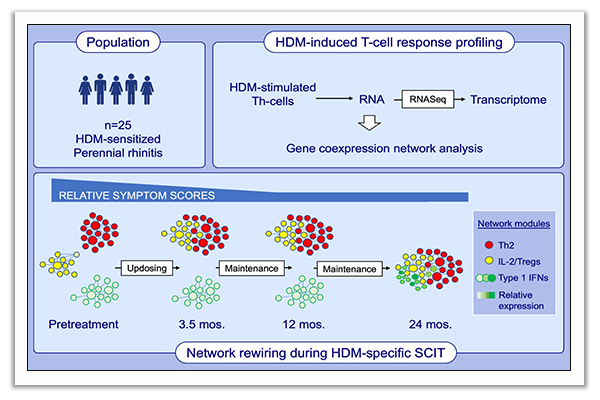 Population
n=25
HDM-sensitized
Perennial rhinitis
HDM-induced T-cell response profiling
HDM-stimulated
Th-cells
RNA
RNASeq
Transcriptome
Gene coexpression network analysis
RELATIVE SYMPTOM SCORES
Updosing
Maintenance
Maintenance
Pretreatment
3.5 mos.
12 mos.
24 mos.
Network modules
Th2
IL-2/Tregs
Type 1 IFNs
Relative
expression
Network rewiring during HDM-specific SCIT